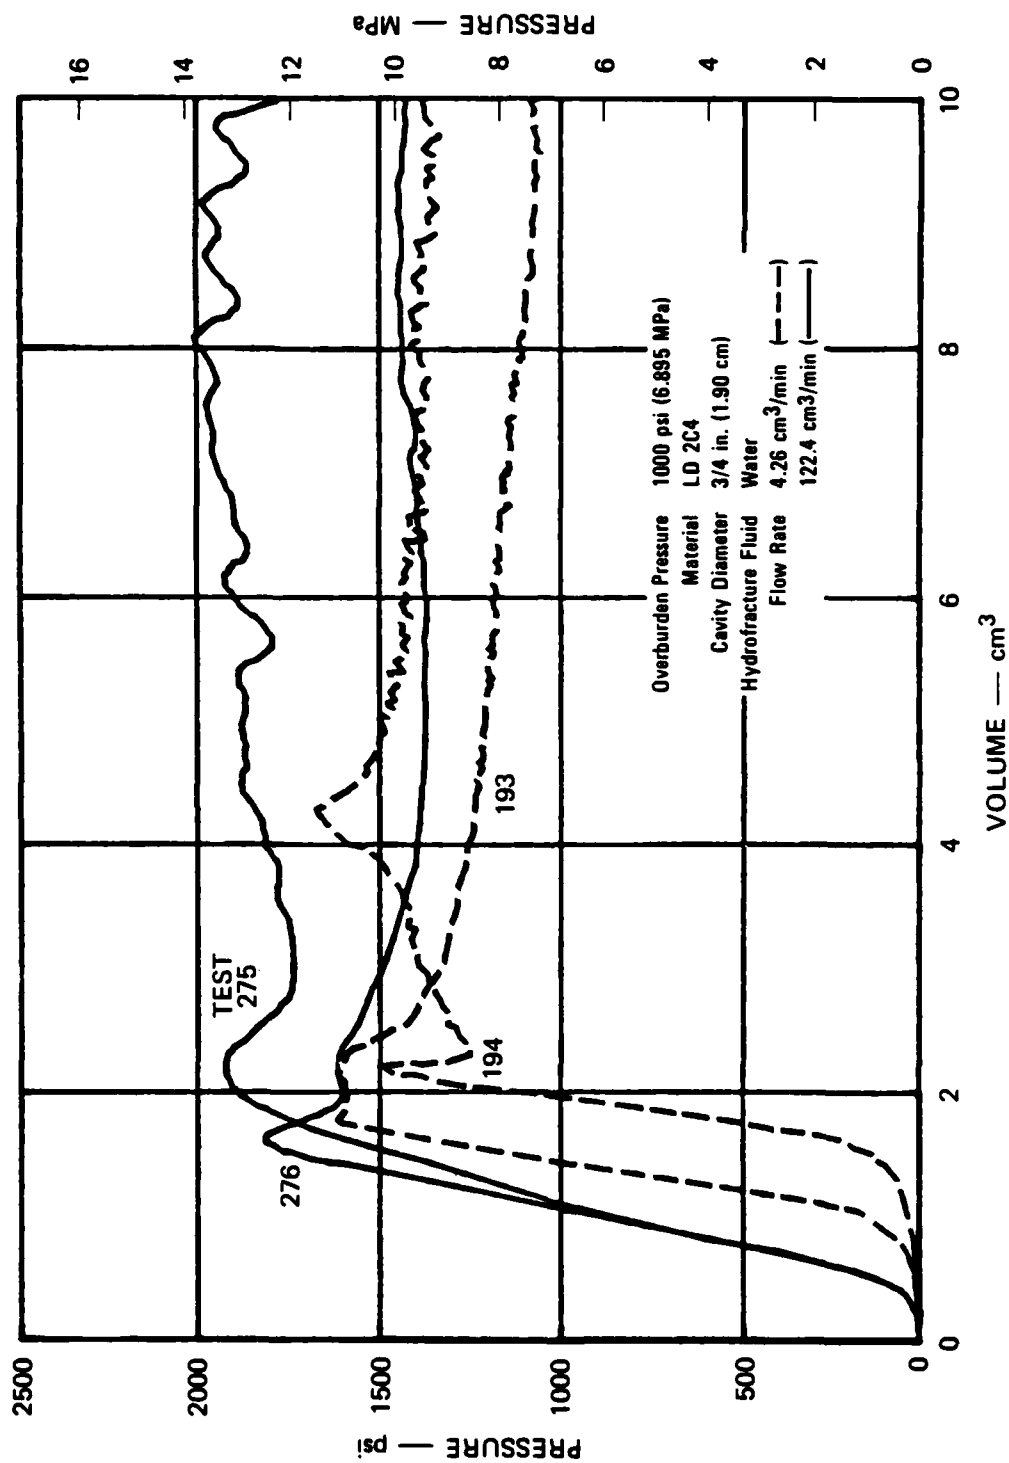 PRESSURE — MPa
16
14
12
10
8
6
4
2
0
2500
2000
1500
1000
500
0
PRESSURE — psi
0
2
4
6
8
10
VOLUME — cm³
TEST
275
276
194
193
Overburden Pressure 1000 psi (6.895 MPa)
Material LD 2C4
Cavity Diameter 3/4 in. (1.90 cm)
Hydrofracture Fluid Water
Flow Rate 4.26 cm³/min (– – –)
122.4 cm³/min (——)